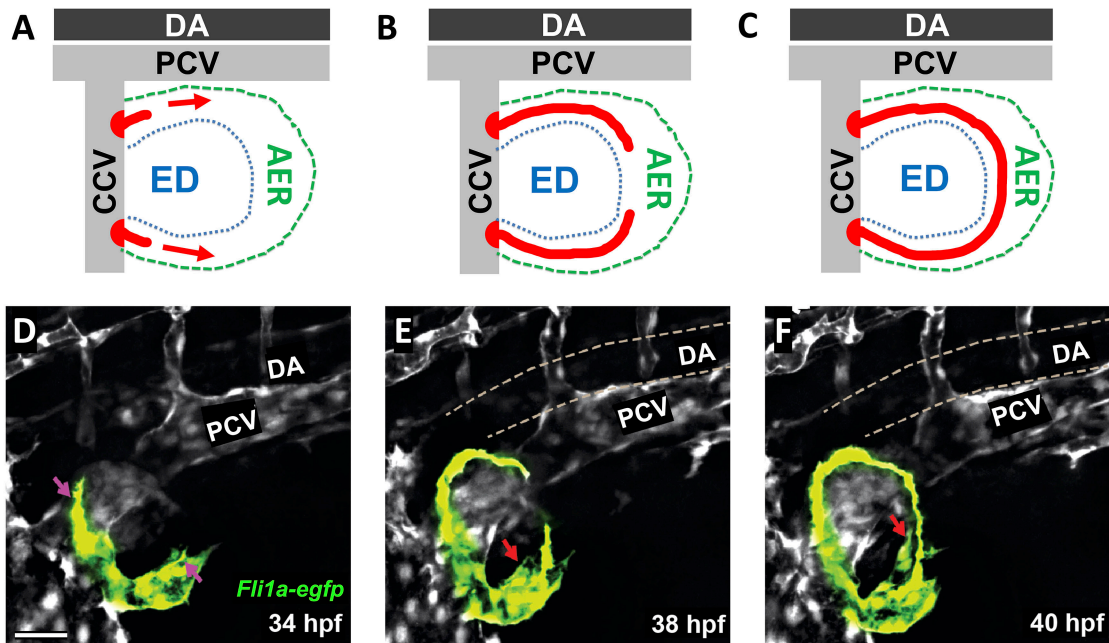 A
DA
PCV
CCV
ED
AER
B
DA
PCV
CCV
ED
AER
C
DA
PCV
CCV
ED
AER
D
DA
PCV
Fli1a-egfp
34 hpf
E
DA
PCV
38 hpf
F
DA
PCV
40 hpf